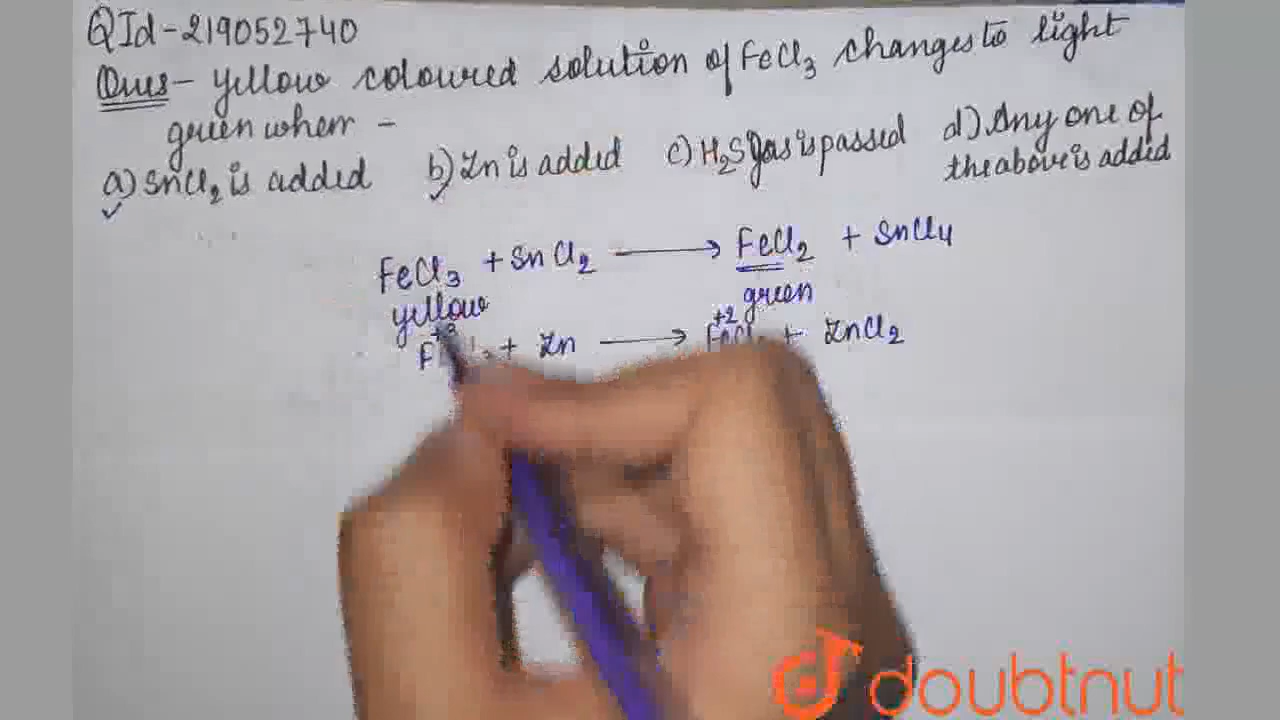 QId-219052740
Ques- yellow coloured solution of FeCl3 changes to light
green when -
a) SnCl2 is added b) Zn is added c) H2S gas is passed d) Any one of
the above is added
FeCl3 + SnCl2 → FeCl2 + SnCl4
yellow green
+3 +2
+ Zn → + ZnCl2
doubtnut